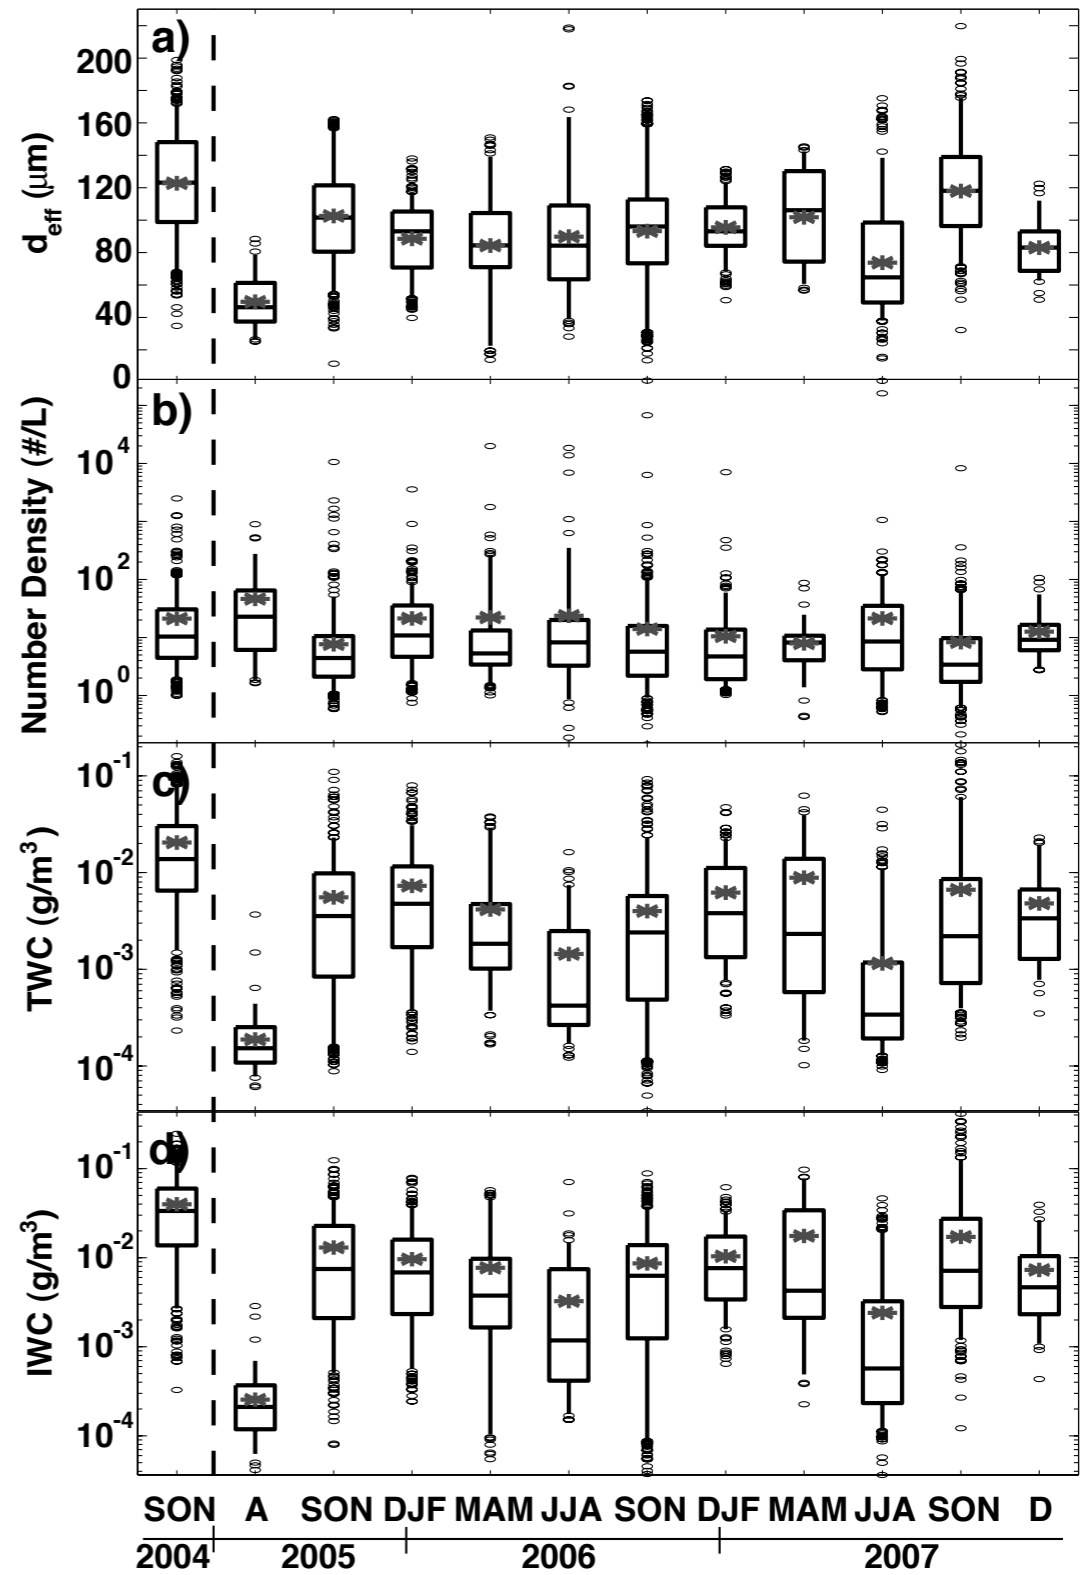 a)
200
160
120
80
40
0
d_eff (μm)
b)
10^4
10^2
10^0
Number Density (#/L)
c)
10^-1
10^-2
10^-3
10^-4
TWC (g/m^3)
d)
10^-1
10^-2
10^-3
10^-4
IWC (g/m^3)
SON A SON DJF MAM JJA SON DJF MAM JJA SON D
2004 2005 2006 2007